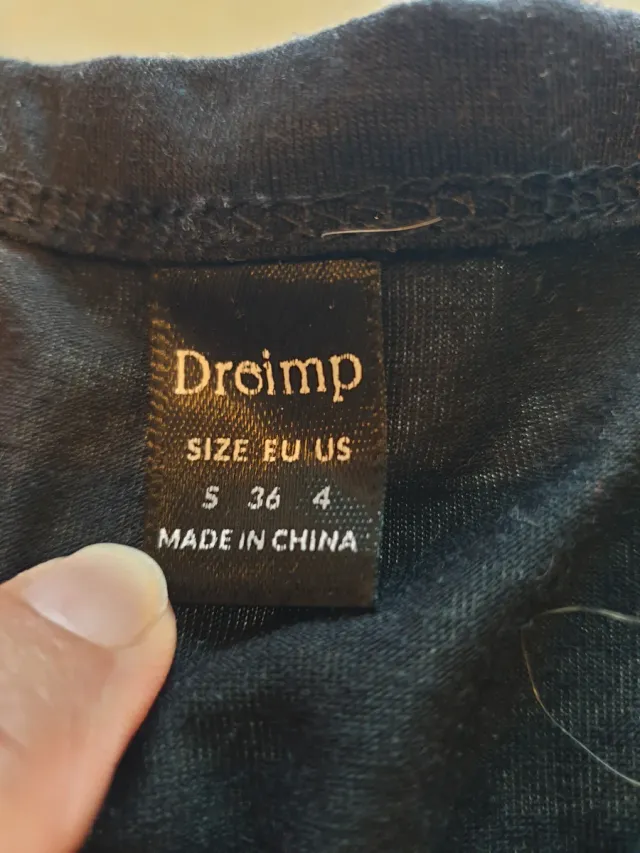 Dreimp
SIZE EU US
S 36 4
MADE IN CHINA